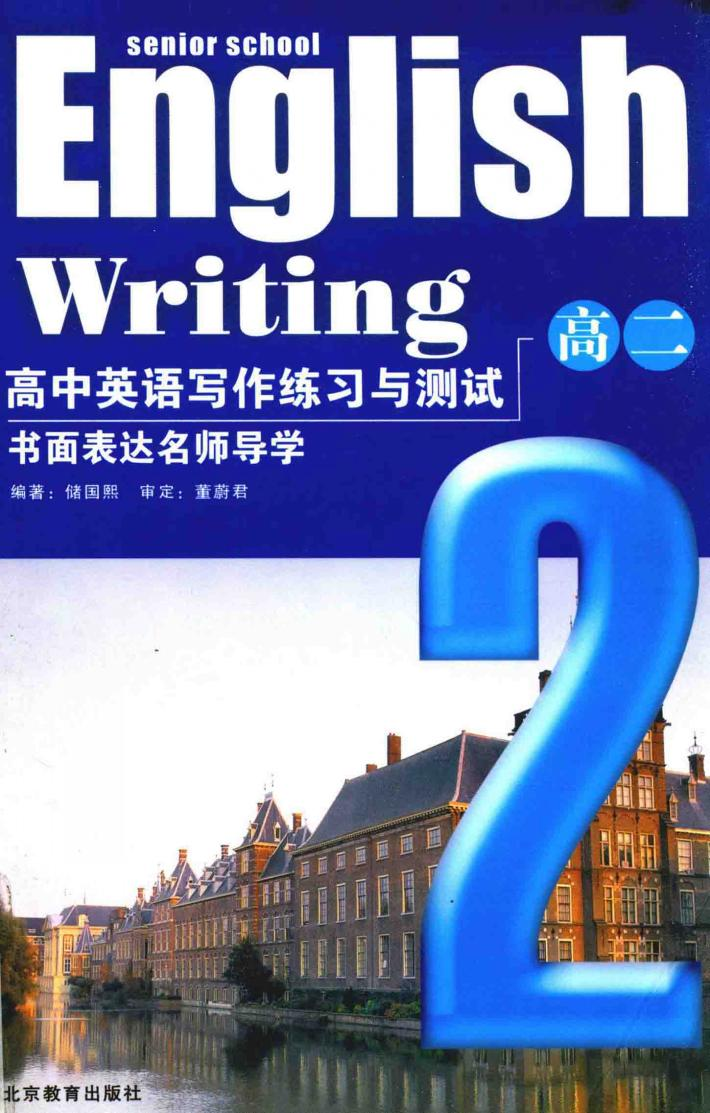 senior school
English
Writing
高二
高中英语写作练习与测试
书面表达名师导学
编著：储国熙 审定：董蔚君
2
北京教育出版社